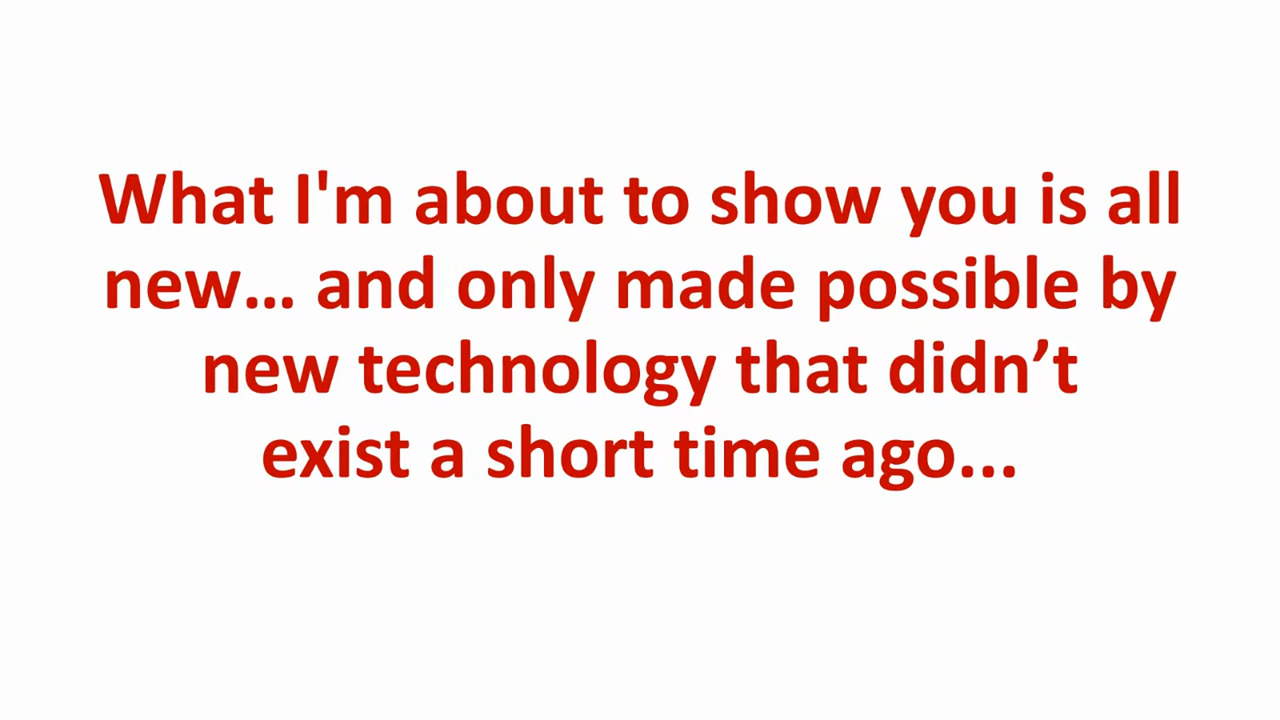 What I'm about to show you is all
new... and only made possible by
new technology that didn’t
exist a short time ago...